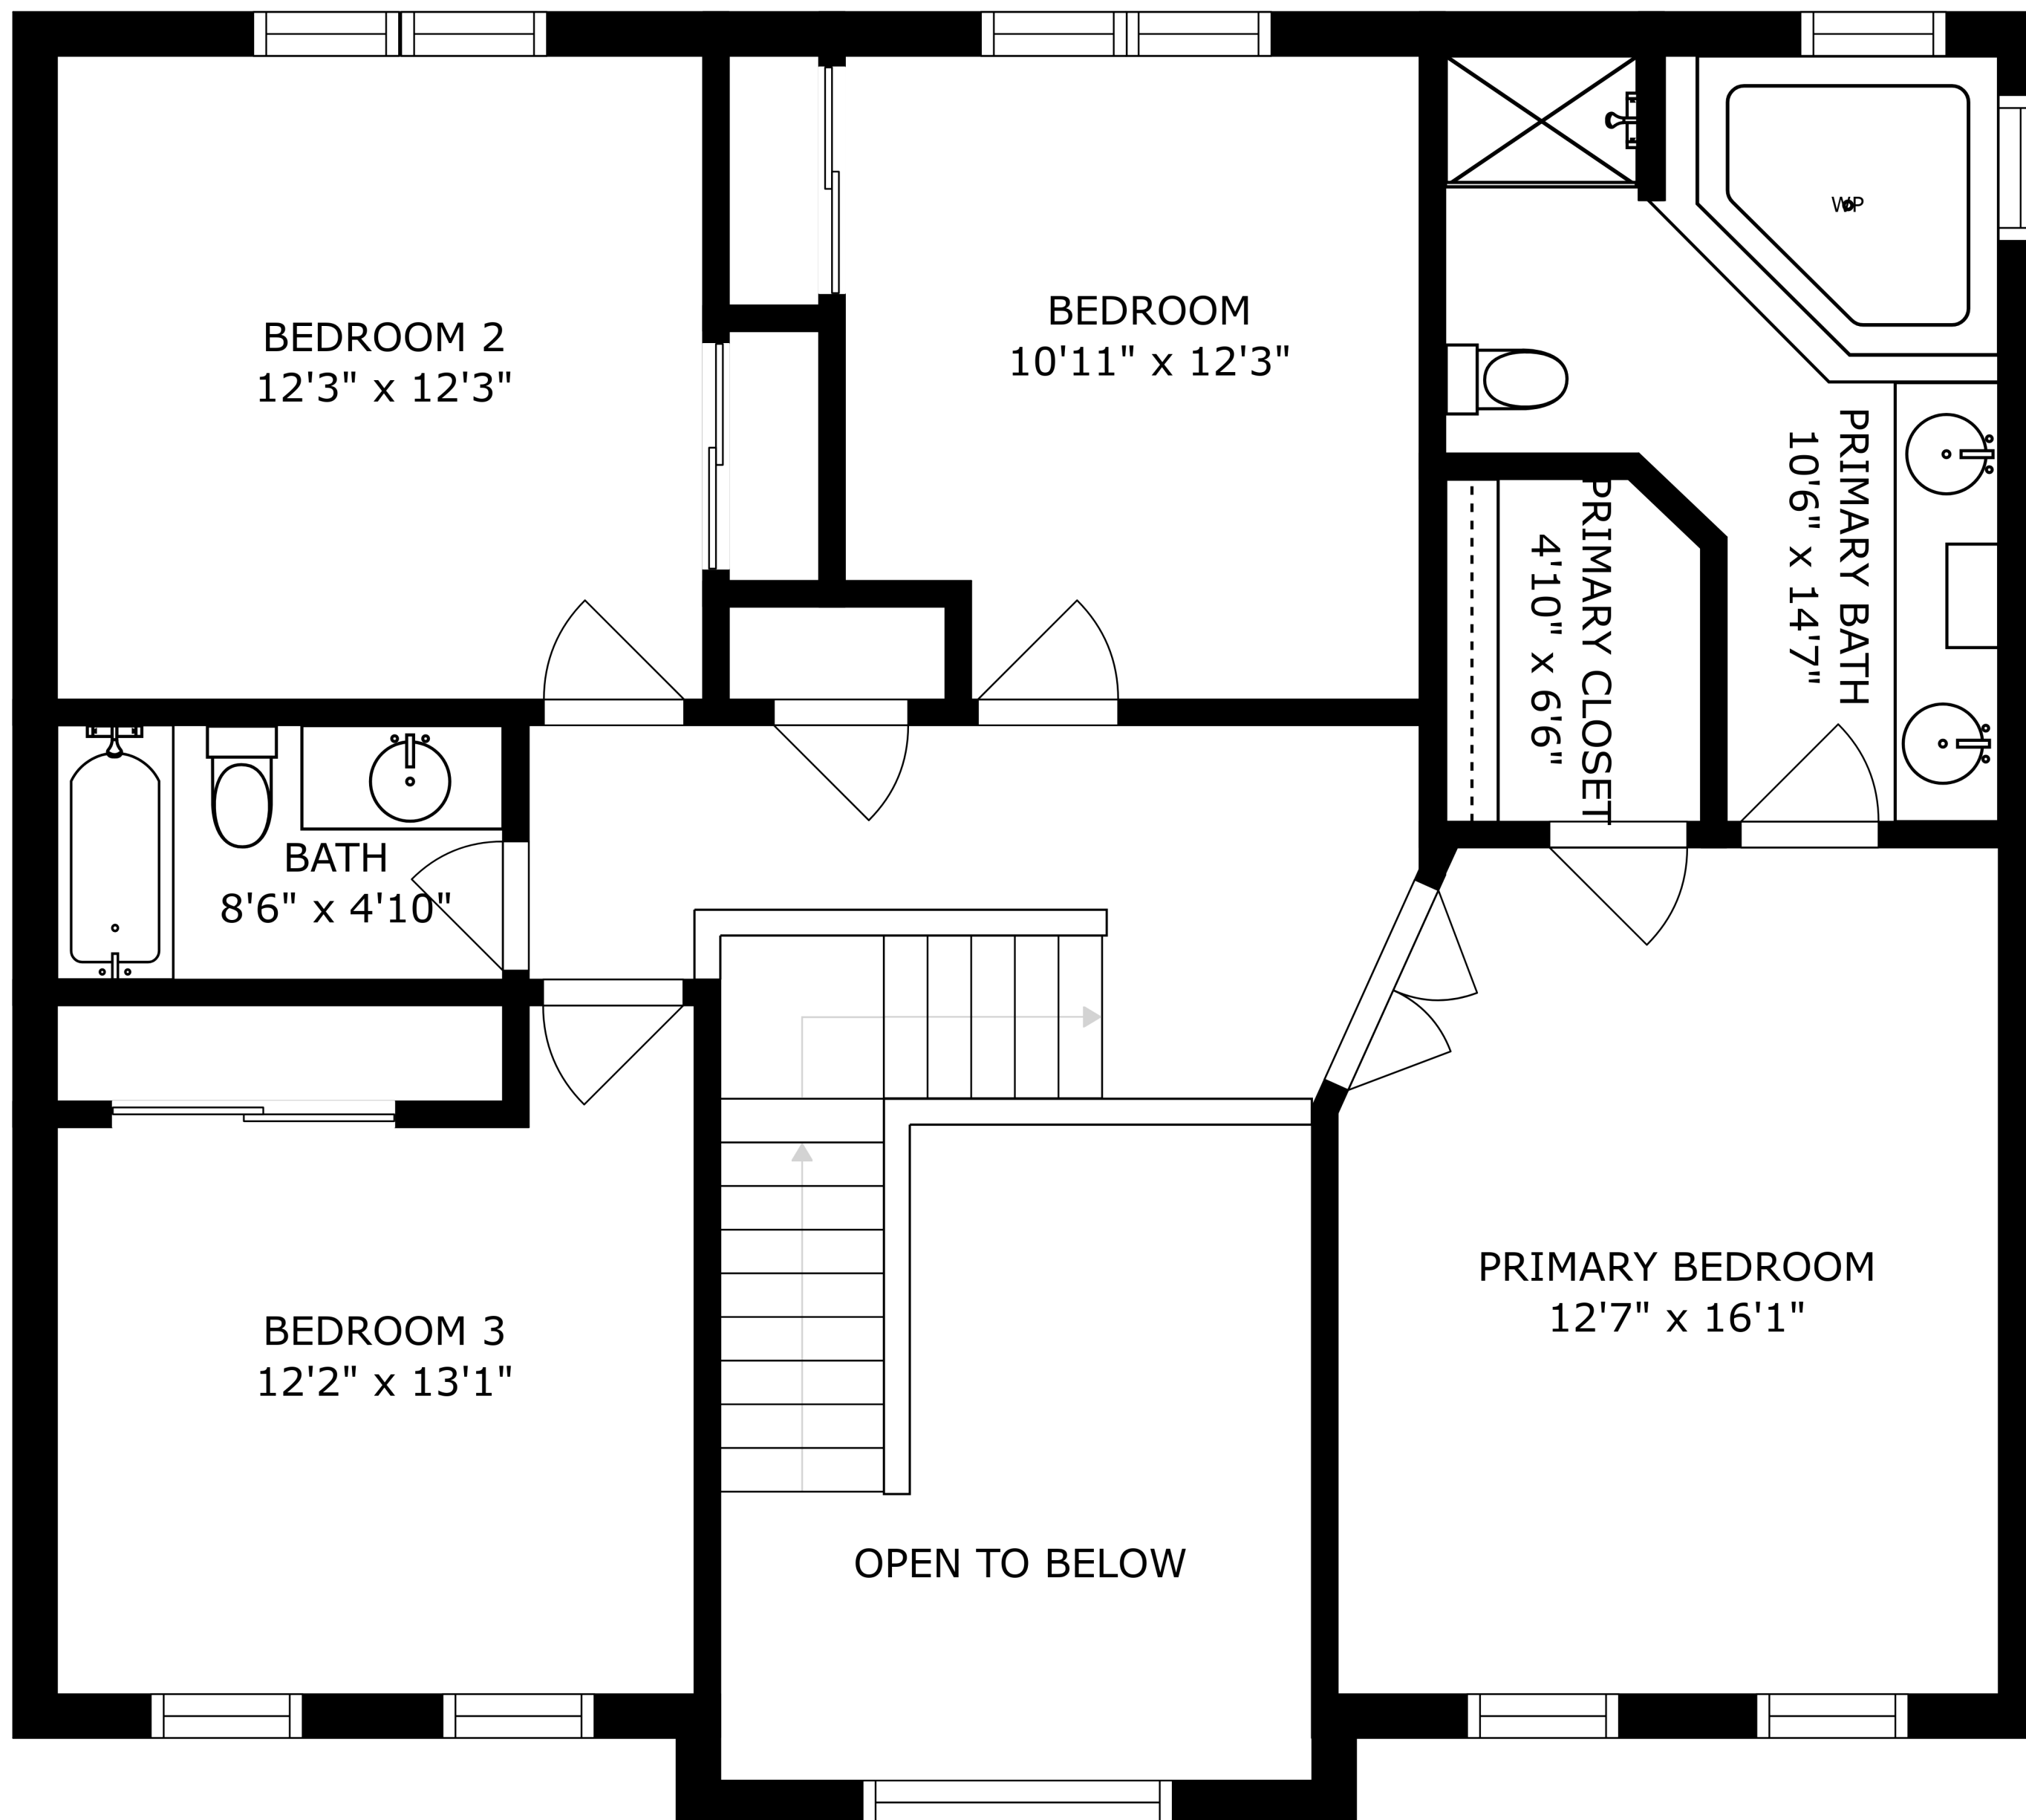 BEDROOM 2
12'3" x 12'3"
BEDROOM
10'11" x 12'3"
WP
PRIMARY BATH
10'6" x 14'7"
PRIMARY CLOSET
4'10" x 6'6"
BATH
8'6" x 4'10"
BEDROOM 3
12'2" x 13'1"
PRIMARY BEDROOM
12'7" x 16'1"
OPEN TO BELOW